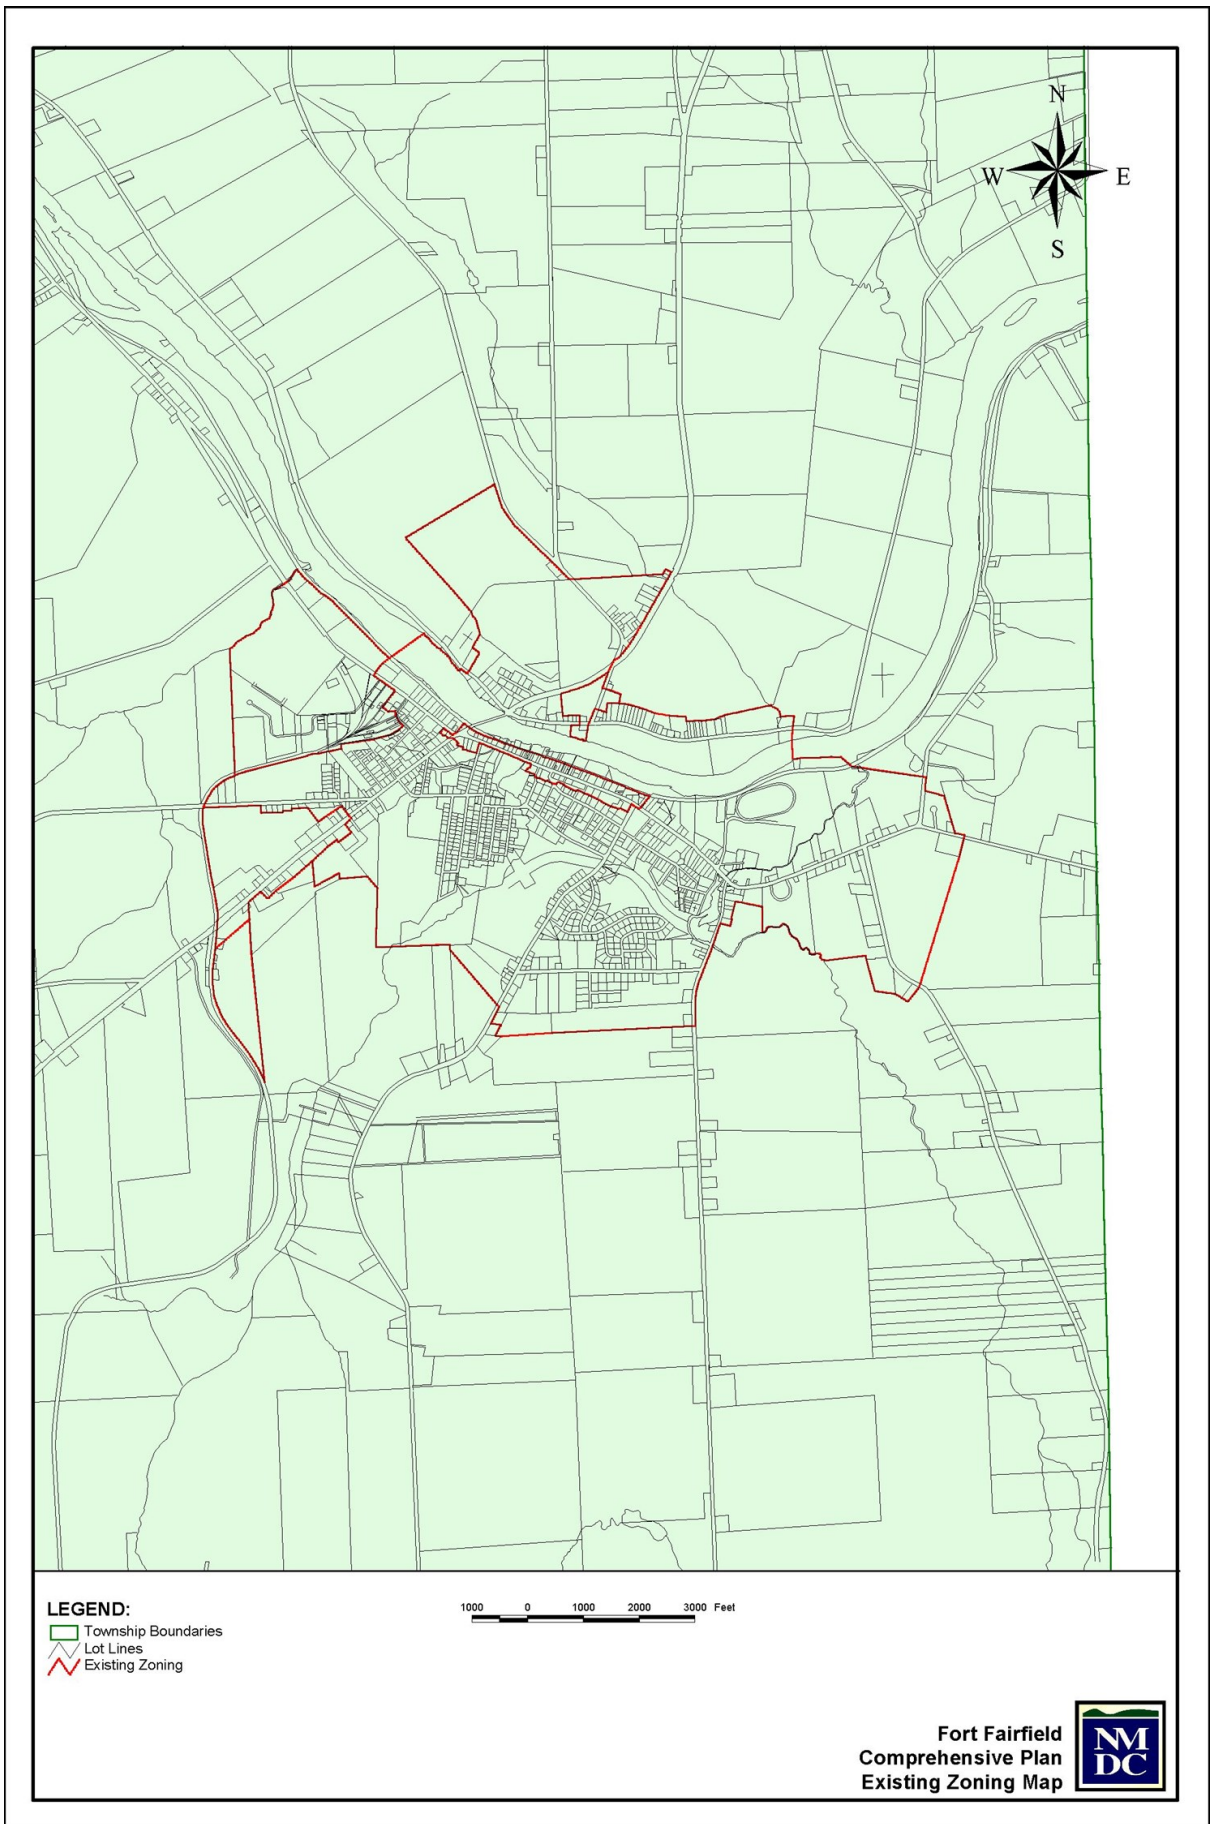 N
W E
S
LEGEND:
Township Boundaries
Lot Lines
Existing Zoning
1000 0 1000 2000 3000 Feet
Fort Fairfield
Comprehensive Plan
Existing Zoning Map
NM
DC